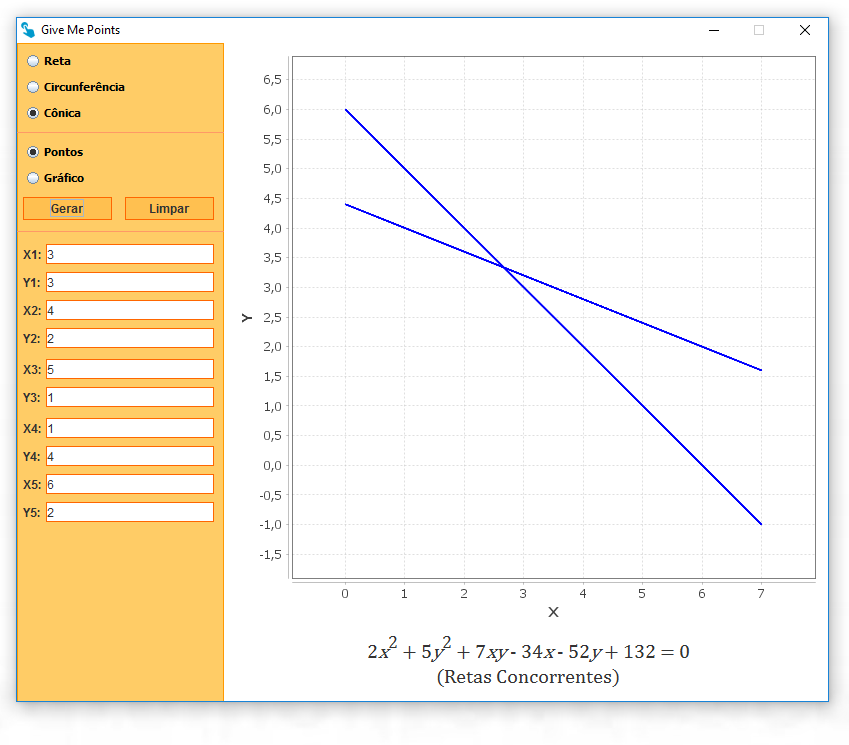 Give Me Points
Reta
Circunferência
Cônica
Pontos
Gráfico
Gerar Limpar
X1: 3
Y1: 3
X2: 4
Y2: 2
X3: 5
Y3: 1
X4: 1
Y4: 4
X5: 6
Y5: 2
6,5
6,0
5,5
5,0
4,5
4,0
3,5
3,0
2,5
2,0
1,5
1,0
0,5
0,0
-0,5
-1,0
-1,5
Y
0 1 2 3 4 5 6 7
X
2x² + 5y² + 7xy - 34x - 52y + 132 = 0
(Retas Concorrentes)